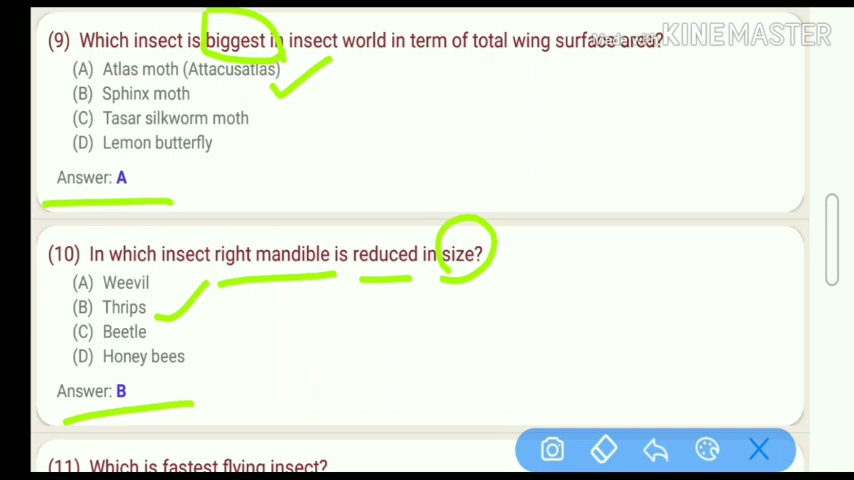 (9) Which insect is biggest in insect world in term of total wing surface area?
Made with KINEMASTER
(A) Atlas moth (Attacusatlas)
(B) Sphinx moth
(C) Tasar silkworm moth
(D) Lemon butterfly
Answer: A
(10) In which insect right mandible is reduced in size?
(A) Weevil
(B) Thrips
(C) Beetle
(D) Honey bees
Answer: B
(11) Which is fastest flying insect?